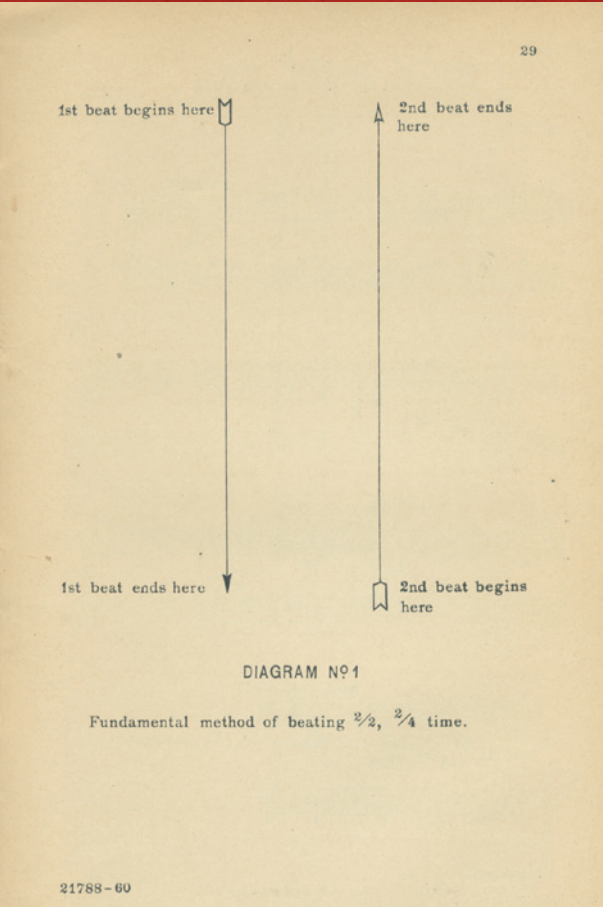 29
1st beat begins here
2nd beat ends
here
1st beat ends here
2nd beat begins
here
DIAGRAM Nº1
Fundamental method of beating 2/2, 2/4 time.
21788-60